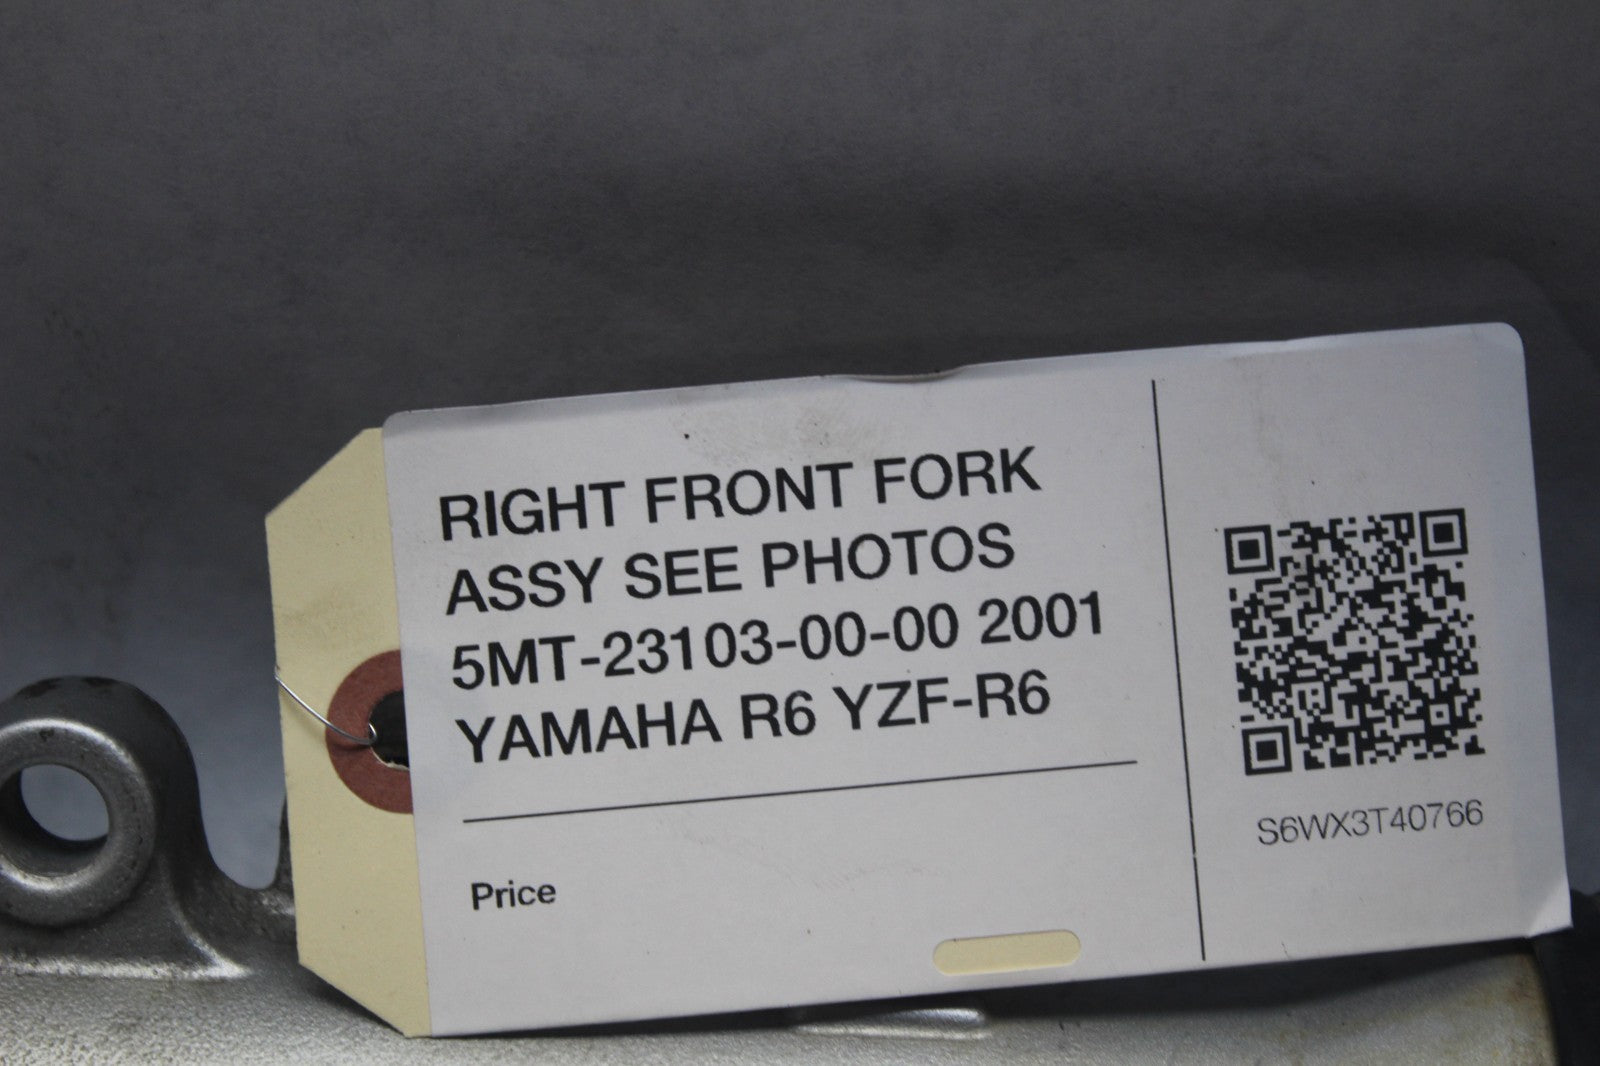 RIGHT FRONT FORK
ASSY SEE PHOTOS
5MT-23103-00-00 2001
YAMAHA R6 YZF-R6
Price
S6WX3T40766